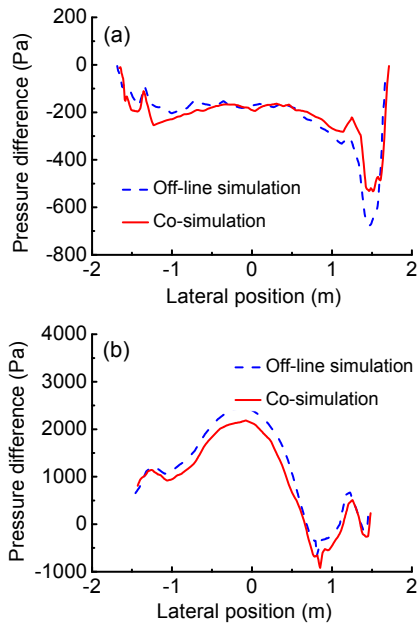 (a)
Pressure difference (Pa)
0
-200
-400
-600
-800
Off-line simulation
Co-simulation
-2
-1
0
1
2
Lateral position (m)
(b)
Pressure difference (Pa)
4000
3000
2000
1000
0
-1000
Off-line simulation
Co-simulation
-2
-1
0
1
2
Lateral position (m)